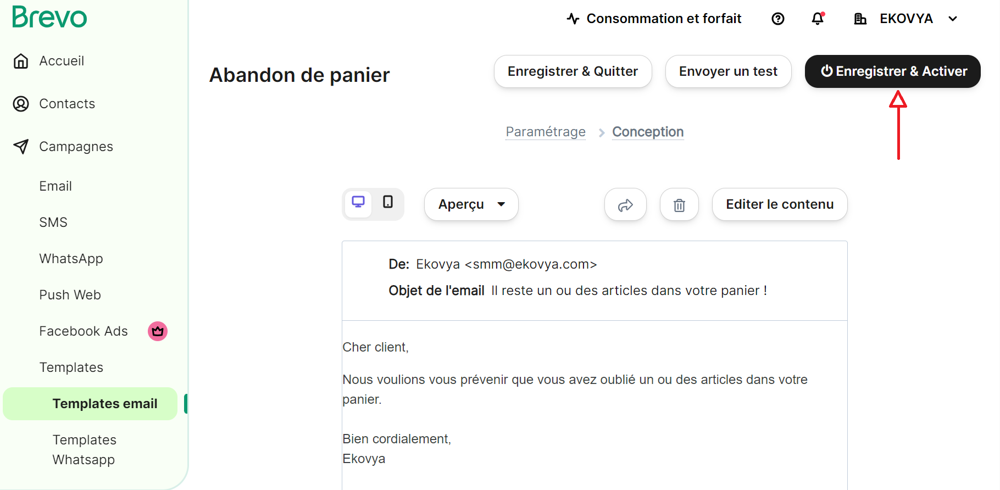 Brevo
Consommation et forfait
EKOVYA
Accueil
Contacts
Campagnes
Email
SMS
WhatsApp
Push Web
Facebook Ads
Templates
Templates email
Templates
Whatsapp
Abandon de panier
Enregistrer & Quitter
Envoyer un test
Enregistrer & Activer
Paramétrage
Conception
Aperçu
Editer le contenu
De: Ekovya <smm@ekovya.com>
Objet de l'email Il reste un ou des articles dans votre panier !
Cher client,
Nous voulions vous prévenir que vous avez oublié un ou des articles dans votre
panier.
Bien cordialement,
Ekovya